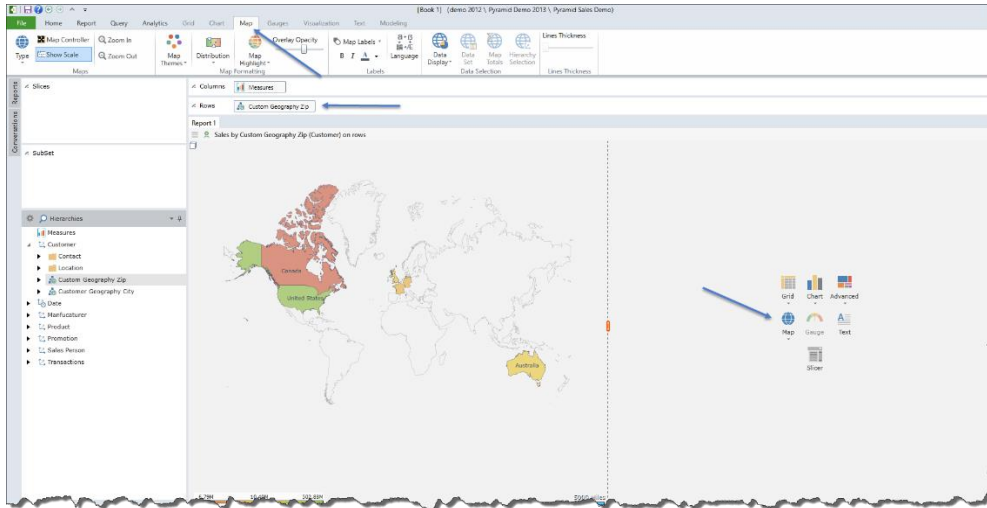 [Book 1] (demo 2012 \ Pyramid Demo 2013 \ Pyramid Sales Demo)
File Home Report Query Analytics Grid Chart Map Gauges Visualization Text Modeling
Type
Map Controller
Show Scale
Zoom In
Zoom Out
Maps
Map Themes
Distribution
Map Highlight
Overlay Opacity
Map Formatting
Map Labels
B I A
Language
Labels
Data Display
Data Set
Map Totals
Hierarchy Selection
Data Selection
Lines Thickness
Lines Thickness
Reports
Conversations
Slices
SubSet
Columns Measures
Rows Custom Geography Zip
Report 1
Sales by Custom Geography Zip (Customer) on rows
Hierarchies
Measures
Customer
Contact
Location
Custom Geography Zip
Customer Geography City
Date
Manfucaturer
Product
Promotion
Sales Person
Transactions
Canada
United States
Australia
Grid Chart Advanced
Map Gauge Text
Slicer